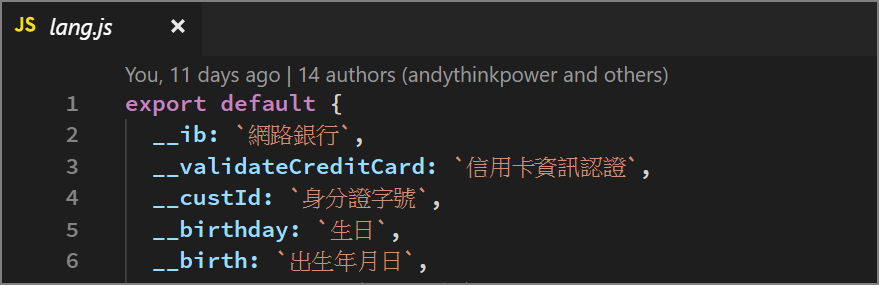 JS lang.js ×
You, 11 days ago | 14 authors (andythinkpower and others)
1 export default {
2 __ib: `網路銀行`,
3 __validateCreditCard: `信用卡資訊認證`,
4 __custId: `身分證字號`,
5 __birthday: `生日`,
6 __birth: `出生年月日`,